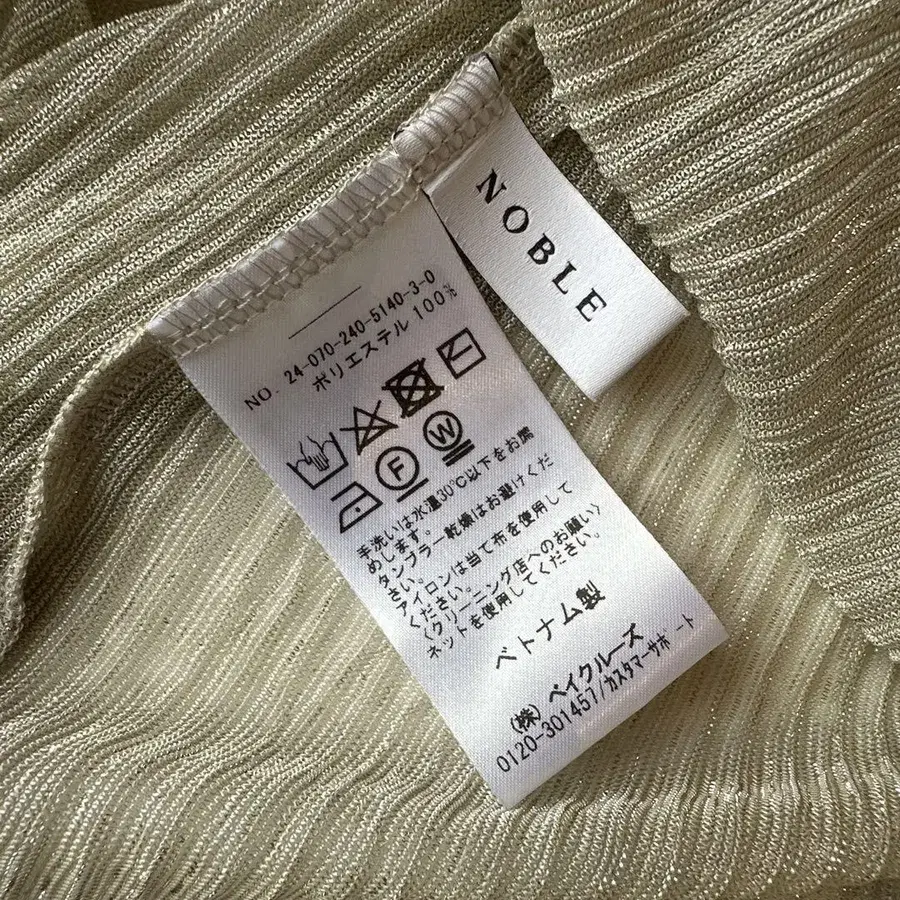 NOBLE
NO. 24-070-240-5140-3-0
ポリエステル 100%
F W
手洗いは水温30℃以下をお薦
めします。
タンブラー乾燥はお避けくだ
さい。
アイロンは当て布を使用して
ください。
〈クリーニング店へのお願い〉
ネットを使用してください。
ベトナム製
(株) ベイクルーズ
0120-301457/カスタマーサポート